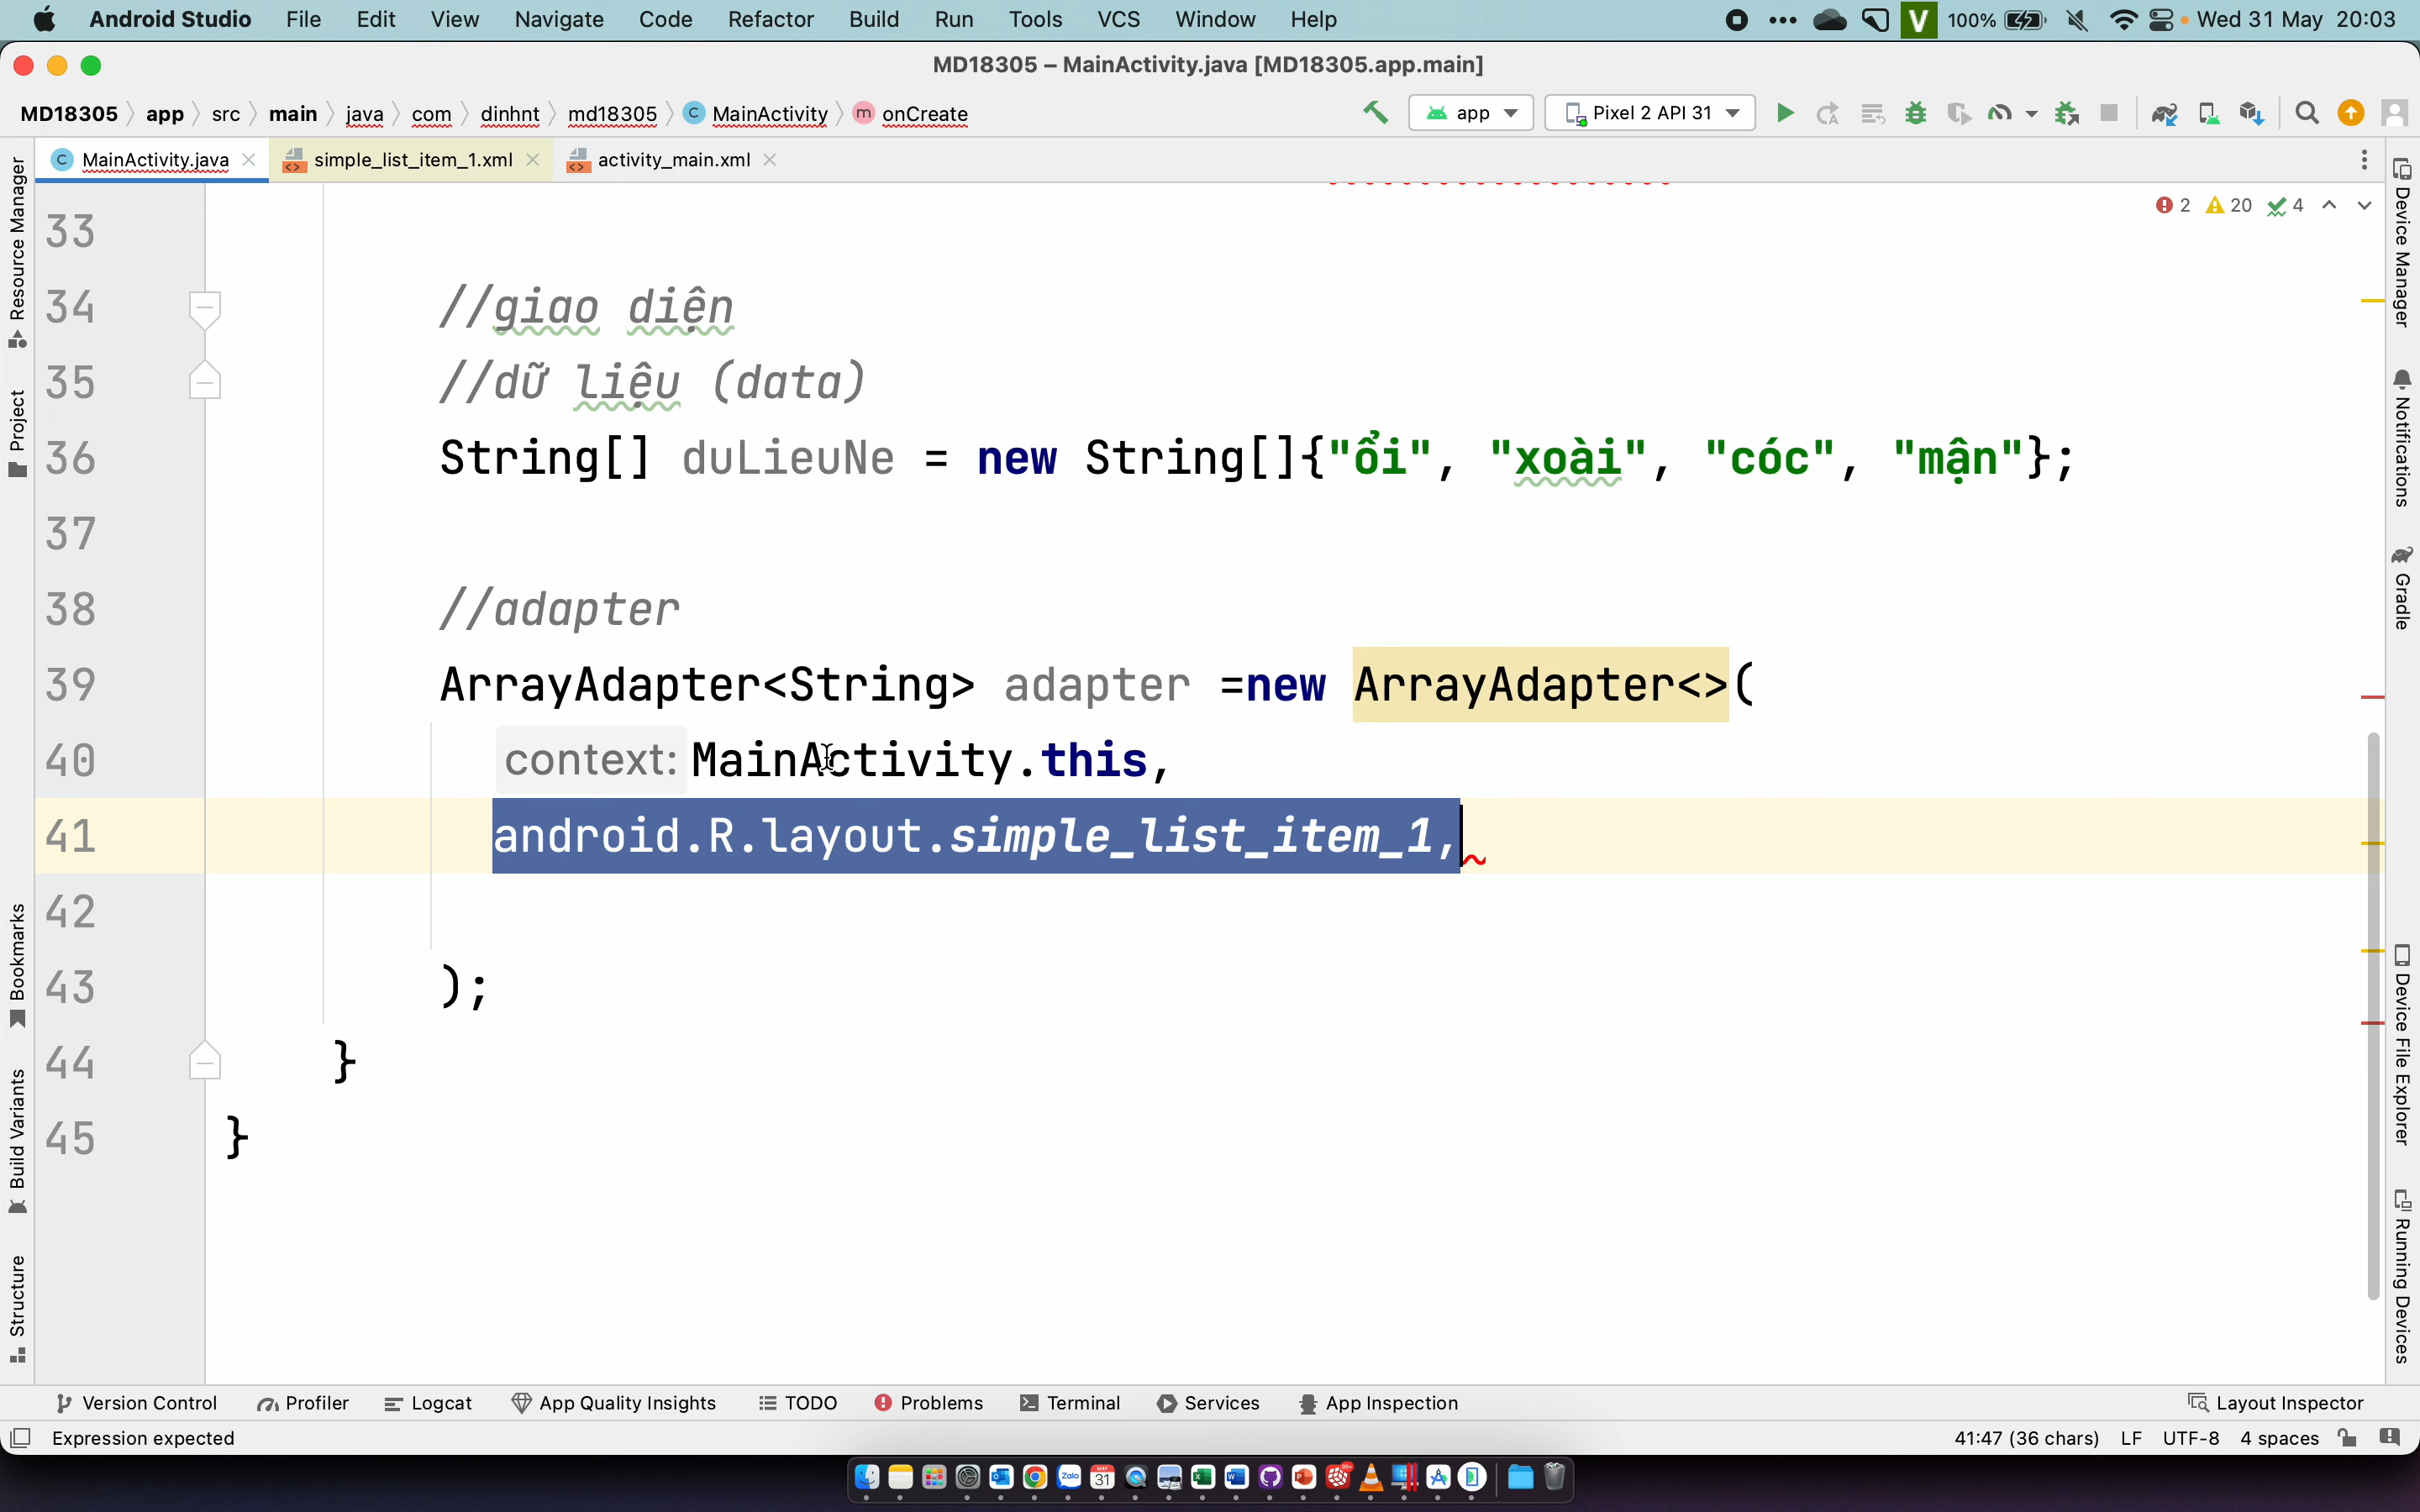 Android Studio File Edit View Navigate Code Refactor Build Run Tools VCS Window Help V 100% Wed 31 May 20:03
MD18305 – MainActivity.java [MD18305.app.main]
MD18305 app src main java com dinhnt md18305 C MainActivity m onCreate app Pixel 2 API 31
C MainActivity.java simple_list_item_1.xml activity_main.xml
2 20 4
33
34 //giao diện
35 //dữ liệu (data)
36 String[] duLieuNe = new String[]{"ổi", "xoài", "cóc", "mận"};
37
38 //adapter
39 ArrayAdapter<String> adapter =new ArrayAdapter<>(
40 context: MainActivity.this,
41 android.R.layout.simple_list_item_1,
42
43 );
44 }
45 }
Resource Manager
Project
Bookmarks
Build Variants
Structure
Device Manager
Notifications
Gradle
Device File Explorer
Running Devices
Version Control Profiler Logcat App Quality Insights TODO Problems Terminal Services App Inspection Layout Inspector
Expression expected 41:47 (36 chars) LF UTF-8 4 spaces
Zalo 31